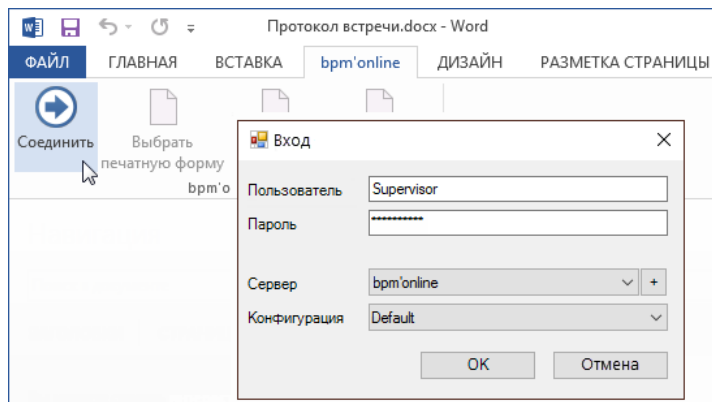 Протокол встречи.docx - Word
ФАЙЛ ГЛАВНАЯ ВСТАВКА bpm'online ДИЗАЙН РАЗМЕТКА СТРАНИЦЫ
Соединить
Выбрать
печатную форму
bpm'o
Вход
Пользователь Supervisor
Пароль **********
Сервер bpm'online +
Конфигурация Default
OK Отмена